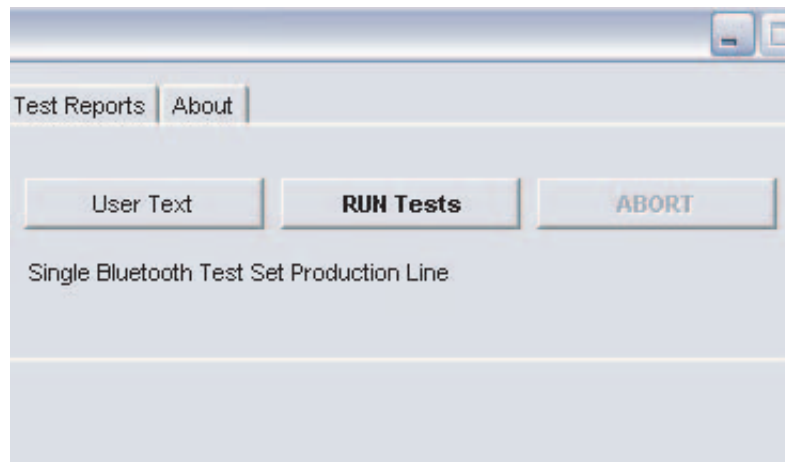 Test Reports About
User Text RUN Tests ABORT
Single Bluetooth Test Set Production Line